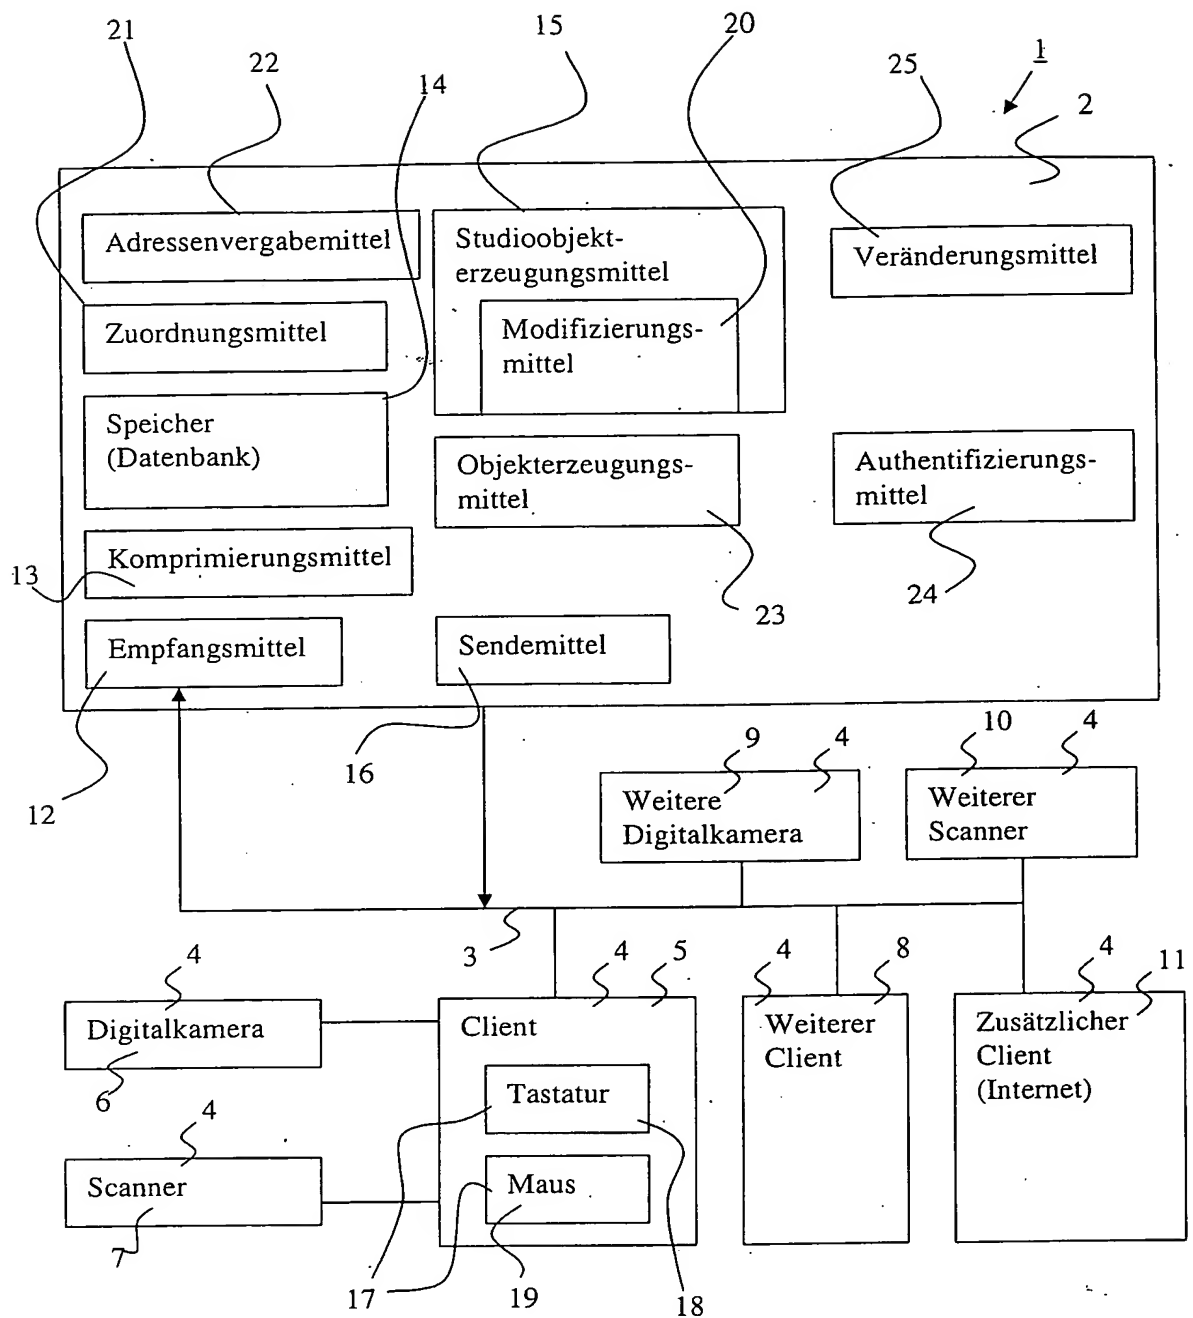 21
22
14
15
20
25
1
2
Adressenvergabemittel
Zuordnungsmittel
Speicher
(Datenbank)
Komprimierungsmittel
13
Empfangsmittel
12
Studioobjekt-
erzeugungsmittel
Modifizierungs-
mittel
Objekterzeugungs-
mittel
23
Sendemittel
16
Veränderungsmittel
Authentifizierungs-
mittel
24
9
4
Weitere
Digitalkamera
10
4
Weiterer
Scanner
3
4
Digitalkamera
6
4
Scanner
7
4
5
Client
Tastatur
Maus
17
19
18
4
8
Weiterer
Client
4
11
Zusätzlicher
Client
(Internet)